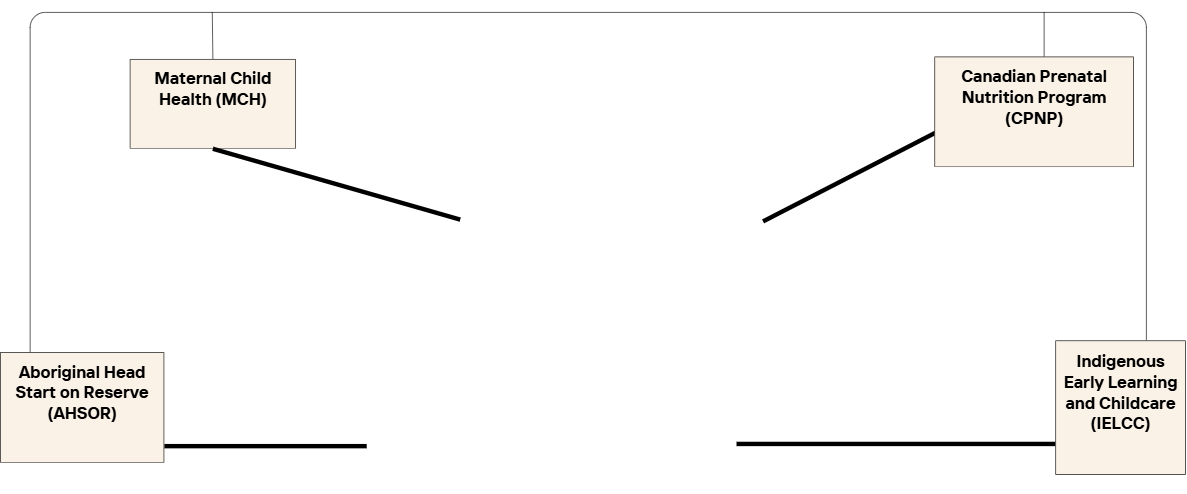 Maternal Child
Health (MCH)
Canadian Prenatal
Nutrition Program
(CPNP)
Aboriginal Head
Start on Reserve
(AHSOR)
Indigenous
Early Learning
and Childcare
(IELCC)